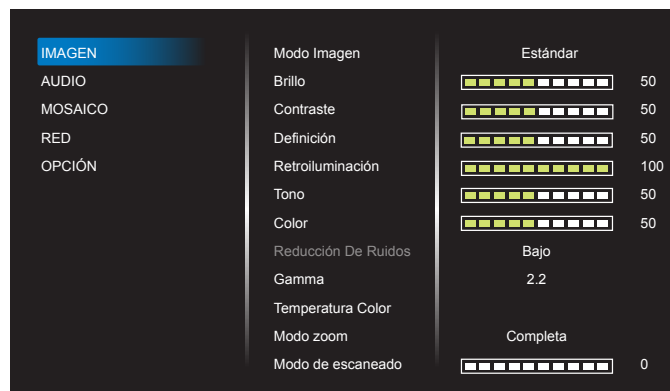 IMAGEN
AUDIO
MOSAICO
RED
OPCIÓN
Modo Imagen Estándar
Brillo 50
Contraste 50
Definición 50
Retroiluminación 100
Tono 50
Color 50
Reducción De Ruidos Bajo
Gamma 2.2
Temperatura Color
Modo zoom Completa
Modo de escaneado 0